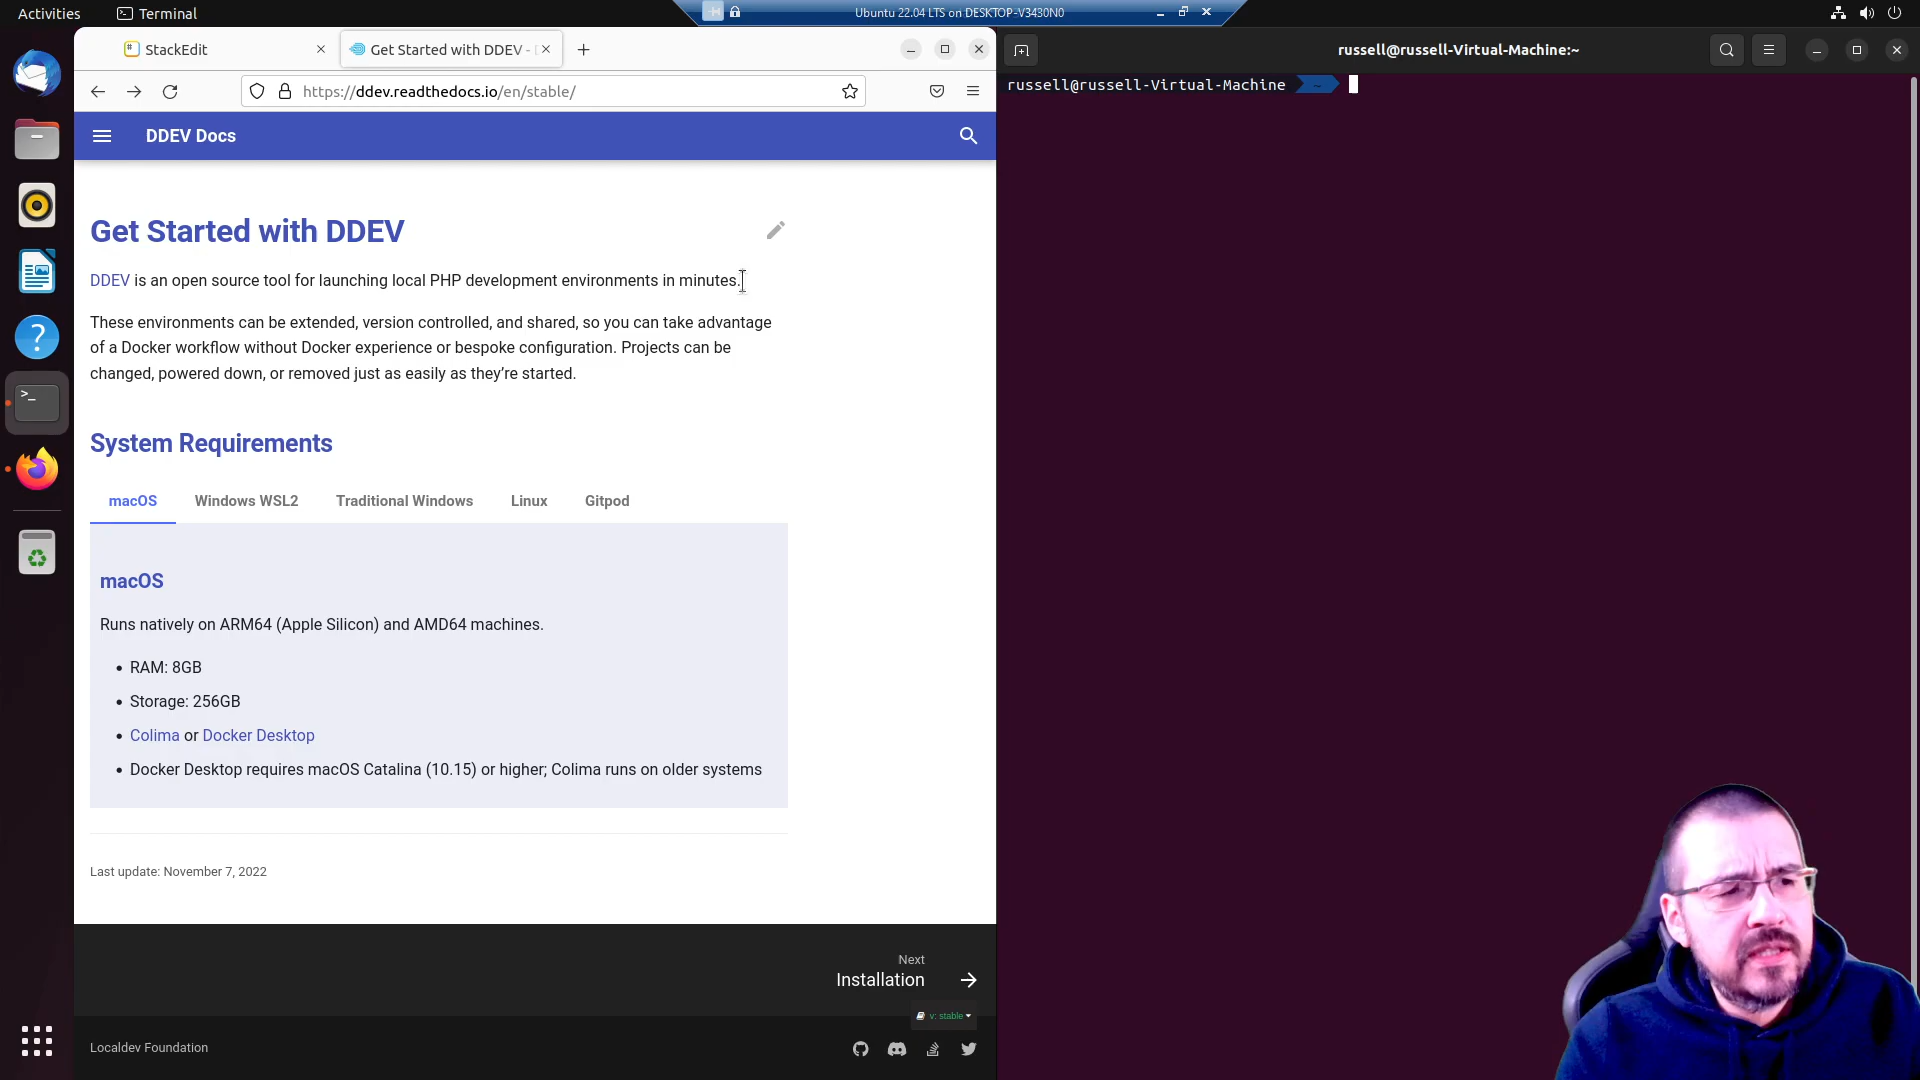 Activities
Terminal
Ubuntu 22.04 LTS on DESKTOP-V3430N0
StackEdit
Get Started with DDEV -
russell@russell-Virtual-Machine:~
https://ddev.readthedocs.io/en/stable/
russell@russell-Virtual-Machine ~
DDEV Docs
Get Started with DDEV
DDEV is an open source tool for launching local PHP development environments in minutes.
These environments can be extended, version controlled, and shared, so you can take advantage
of a Docker workflow without Docker experience or bespoke configuration. Projects can be
changed, powered down, or removed just as easily as they’re started.
System Requirements
macOS
Windows WSL2
Traditional Windows
Linux
Gitpod
macOS
Runs natively on ARM64 (Apple Silicon) and AMD64 machines.
• RAM: 8GB
• Storage: 256GB
• Colima or Docker Desktop
• Docker Desktop requires macOS Catalina (10.15) or higher; Colima runs on older systems
Last update: November 7, 2022
Next
Installation
v: stable
Localdev Foundation